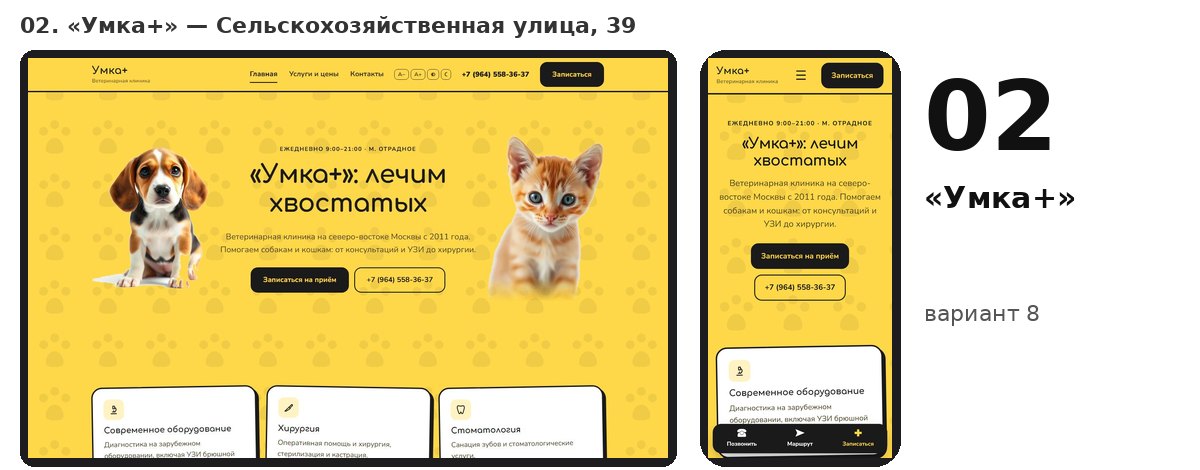 02. «Умка+» — Сельскохозяйственная улица, 39
Умка+
Ветеринарная клиника
Главная Услуги и цены Контакты A- A+ +7 (964) 558-36-37 Записаться
ЕЖЕДНЕВНО 9:00–21:00 · М. ОТРАДНОЕ
«Умка+»: лечим
хвостатых
Ветеринарная клиника на северо-востоке Москвы с 2011 года.
Помогаем собакам и кошкам: от консультаций и УЗИ до хирургии.
Записаться на приём +7 (964) 558-36-37
Современное оборудование
Диагностика на зарубежном
оборудовании, включая УЗИ брюшной
Хирургия
Оперативная помощь и хирургия,
стерилизация и кастрация.
Стоматология
Санация зубов и стоматологические
услуги.
Умка+
Ветеринарная клиника
☰ Записаться
ЕЖЕДНЕВНО 9:00–21:00 · М. ОТРАДНОЕ
«Умка+»: лечим
хвостатых
Ветеринарная клиника на северо-
востоке Москвы с 2011 года. Помогаем
собакам и кошкам: от консультаций и
УЗИ до хирургии.
Записаться на приём
+7 (964) 558-36-37
Современное оборудование
Диагностика на зарубежном
оборудовании, включая УЗИ брюшной
Позвонить Маршрут Записаться
02
«Умка+»
вариант 8